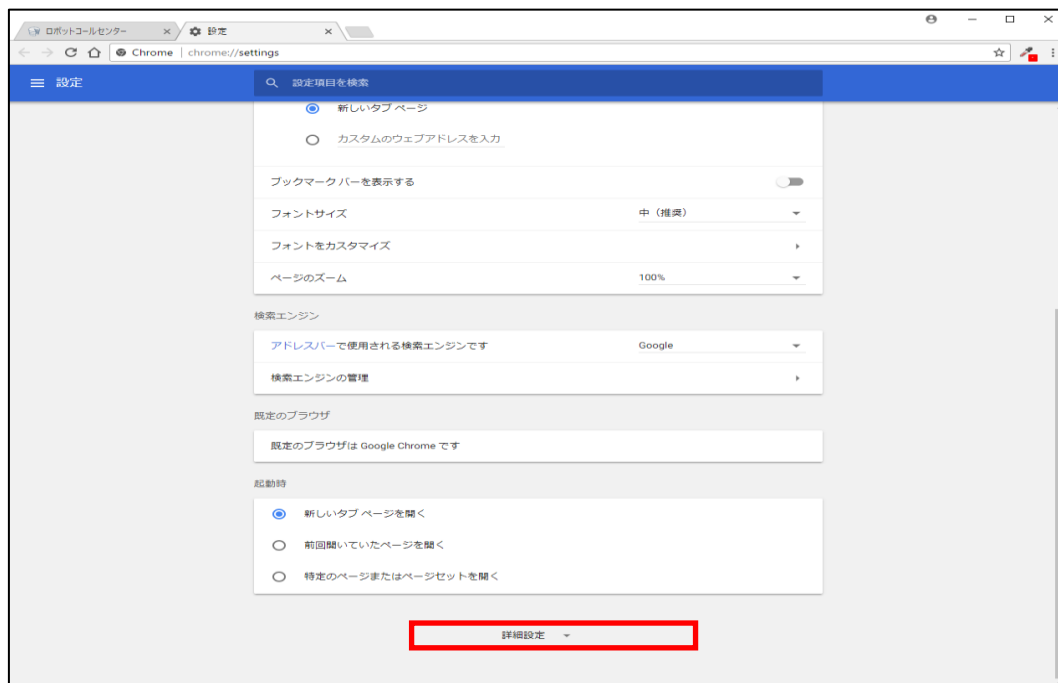 ロボットコールセンター
設定
Chrome | chrome://settings
設定
設定項目を検索
新しいタブ ページ
カスタムのウェブアドレスを入力
ブックマーク バーを表示する
フォントサイズ 中（推奨）
フォントをカスタマイズ
ページのズーム 100%
検索エンジン
アドレスバーで使用される検索エンジンです Google
検索エンジンの管理
既定のブラウザ
既定のブラウザは Google Chrome です
起動時
新しいタブ ページを開く
前回開いていたページを開く
特定のページまたはページセットを開く
詳細設定